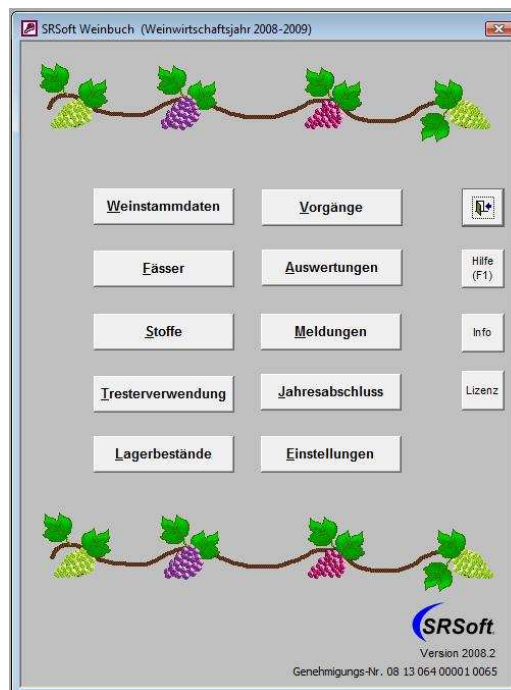 SRSoft Weinbuch (Weinwirtschaftsjahr 2008-2009)
Weinstammdaten
Vorgänge
Fässer
Auswertungen
Hilfe
(F1)
Stoffe
Meldungen
Info
Tresterverwendung
Jahresabschluss
Lizenz
Lagerbestände
Einstellungen
SRSoft
Version 2008.2
Genehmigungs-Nr. 08 13 064 00001 0065